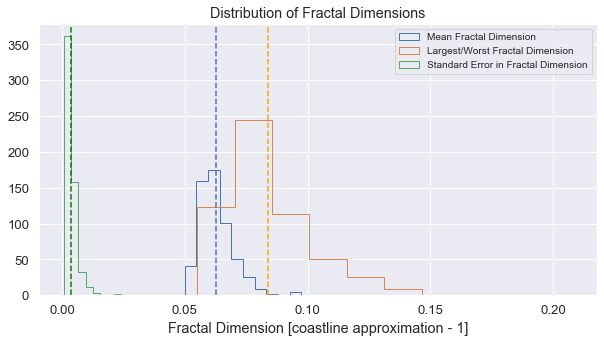 Distribution of Fractal Dimensions
Mean Fractal Dimension
Largest/Worst Fractal Dimension
Standard Error in Fractal Dimension
350
300
250
200
150
100
50
0
0.00 0.05 0.10 0.15 0.20
Fractal Dimension [coastline approximation - 1]